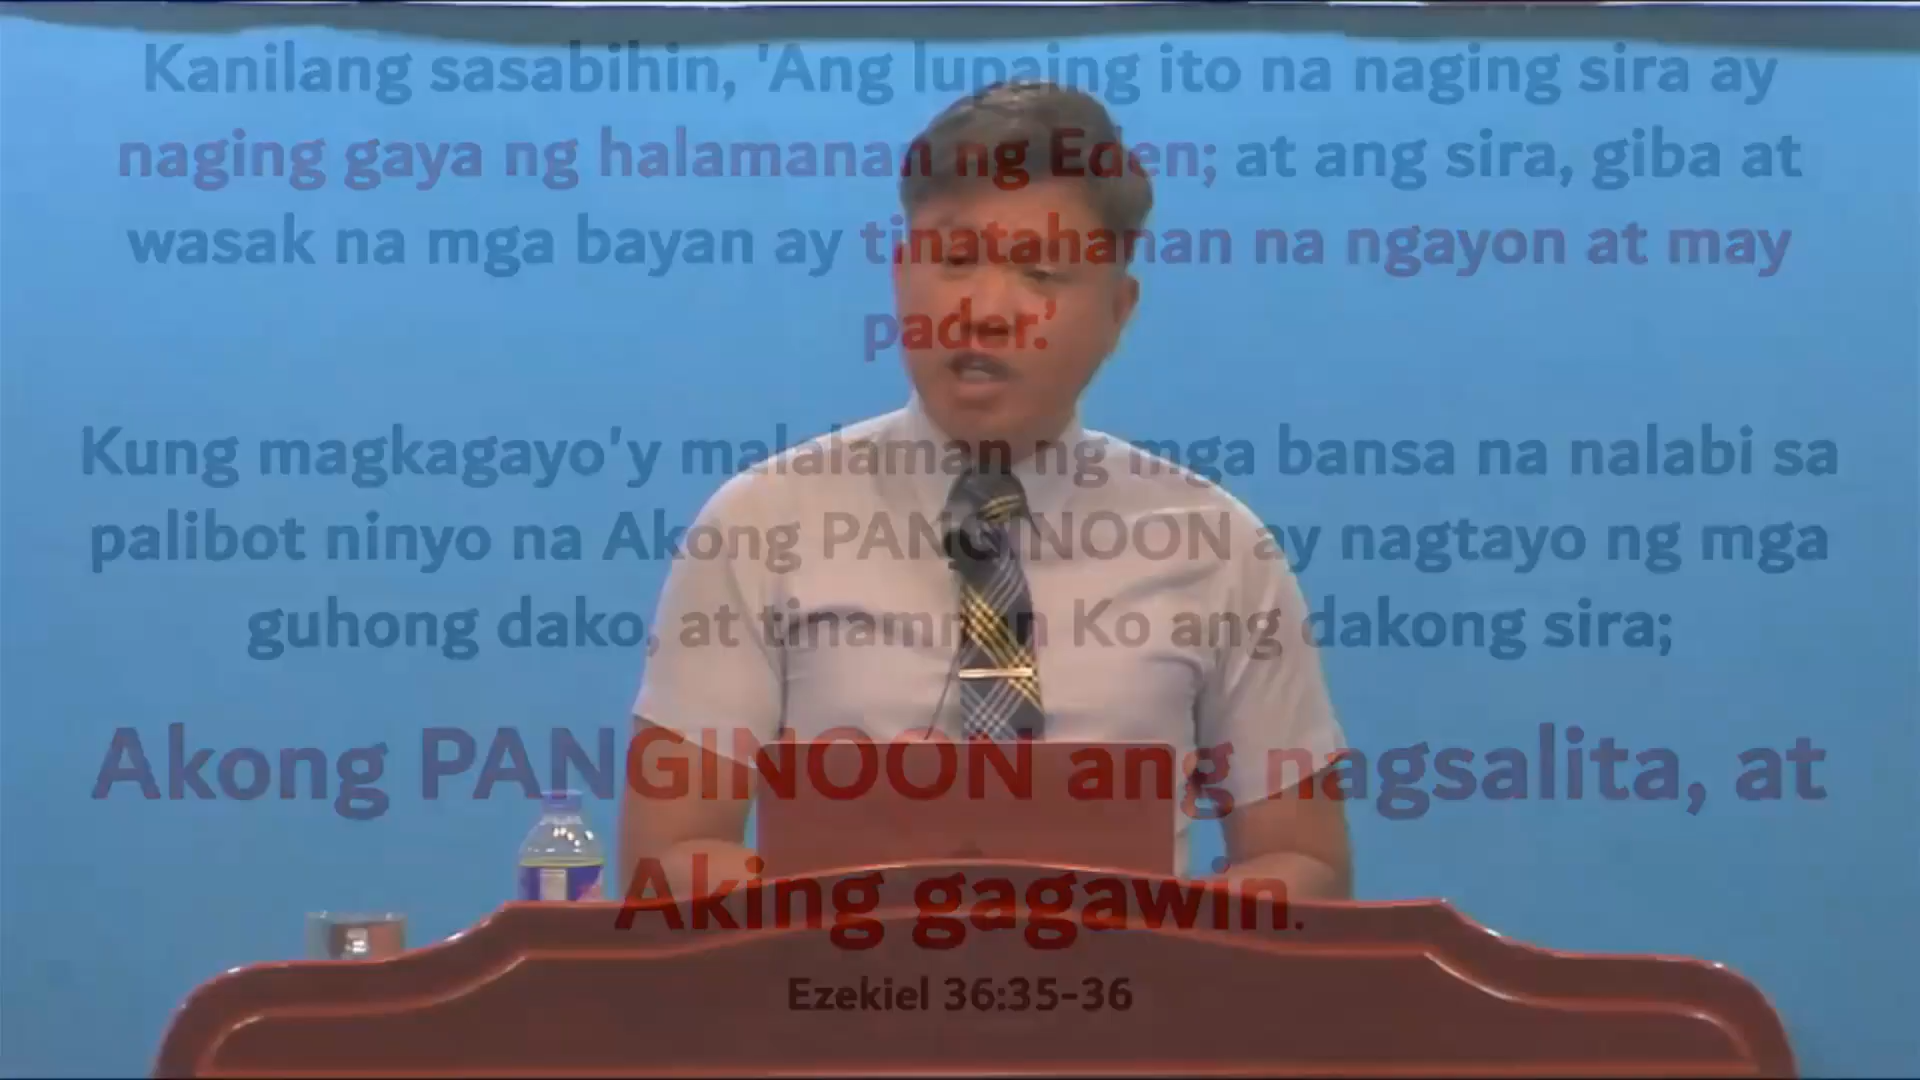 Kanilang sasabihin, 'Ang lupaing ito na naging sira ay
naging gaya ng halamanan ng Eden; at ang sira, giba at
wasak na mga bayan ay tinatahanan na ngayon at may
pader.'
Kung magkagayo'y malalaman ng mga bansa na nalabi sa
palibot ninyo na Akong PANGINOON ay nagtayo ng mga
guhong dako, at tinamnan Ko ang dakong sira;
Akong PANGINOON ang nagsalita, at
Aking gagawin.
Ezekiel 36:35-36